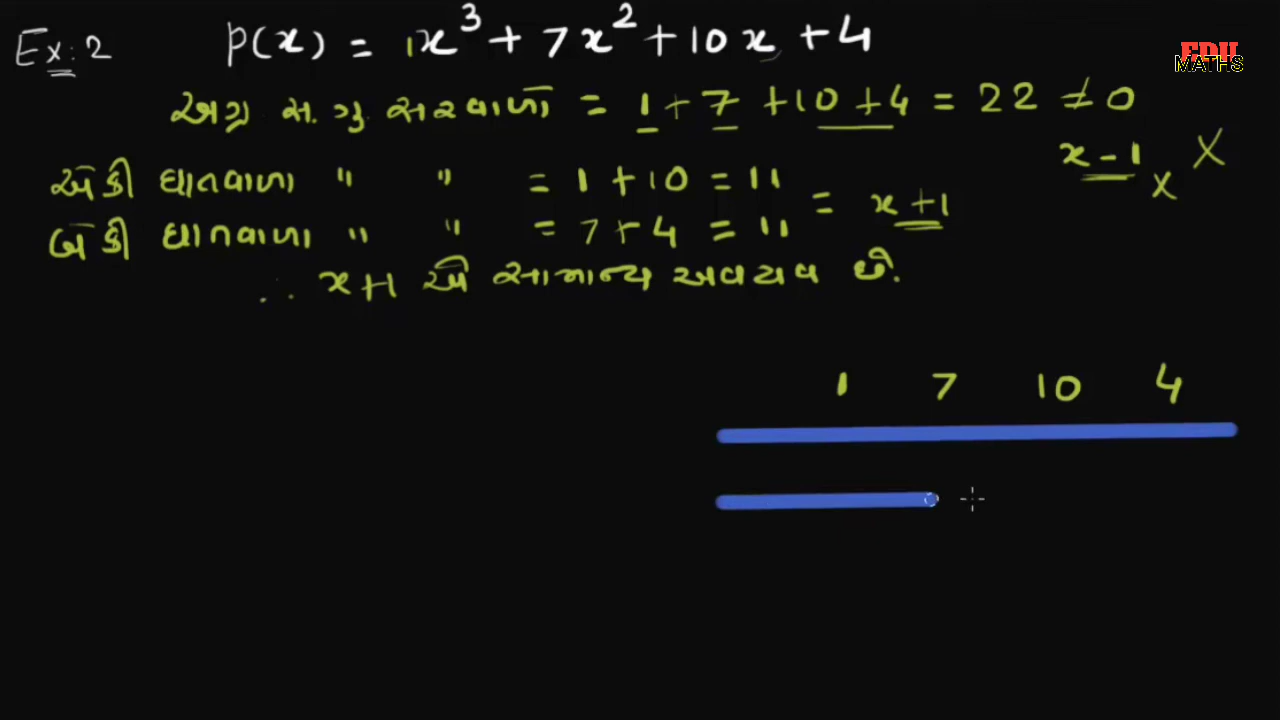 Ex: 2 p(x) = 1x³ + 7x² + 10x + 4
EDU
MATHS
બધા સ. ગુ સરવાળો = 1 + 7 + 10 + 4 = 22 ≠ 0
x - 1 x X
એકી ઘાતવાળા " " = 1 + 10 = 11
બેકી ઘાતવાળા " " = 7 + 4 = 11
= x + 1
∴ x+1 એ સામાન્ય અવયવ છે.
1 7 10 4